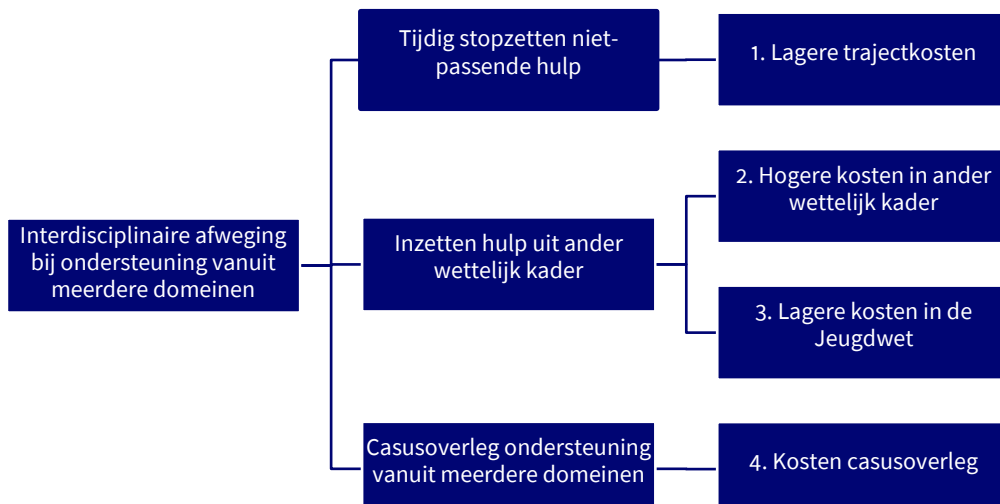 Tijdig stopzetten niet-
passende hulp
1. Lagere trajectkosten
Interdisciplinaire afweging
bij ondersteuning vanuit
meerdere domeinen
Inzetten hulp uit ander
wettelijk kader
2. Hogere kosten in ander
wettelijk kader
3. Lagere kosten in de
Jeugdwet
Casusoverleg ondersteuning
vanuit meerdere domeinen
4. Kosten casusoverleg